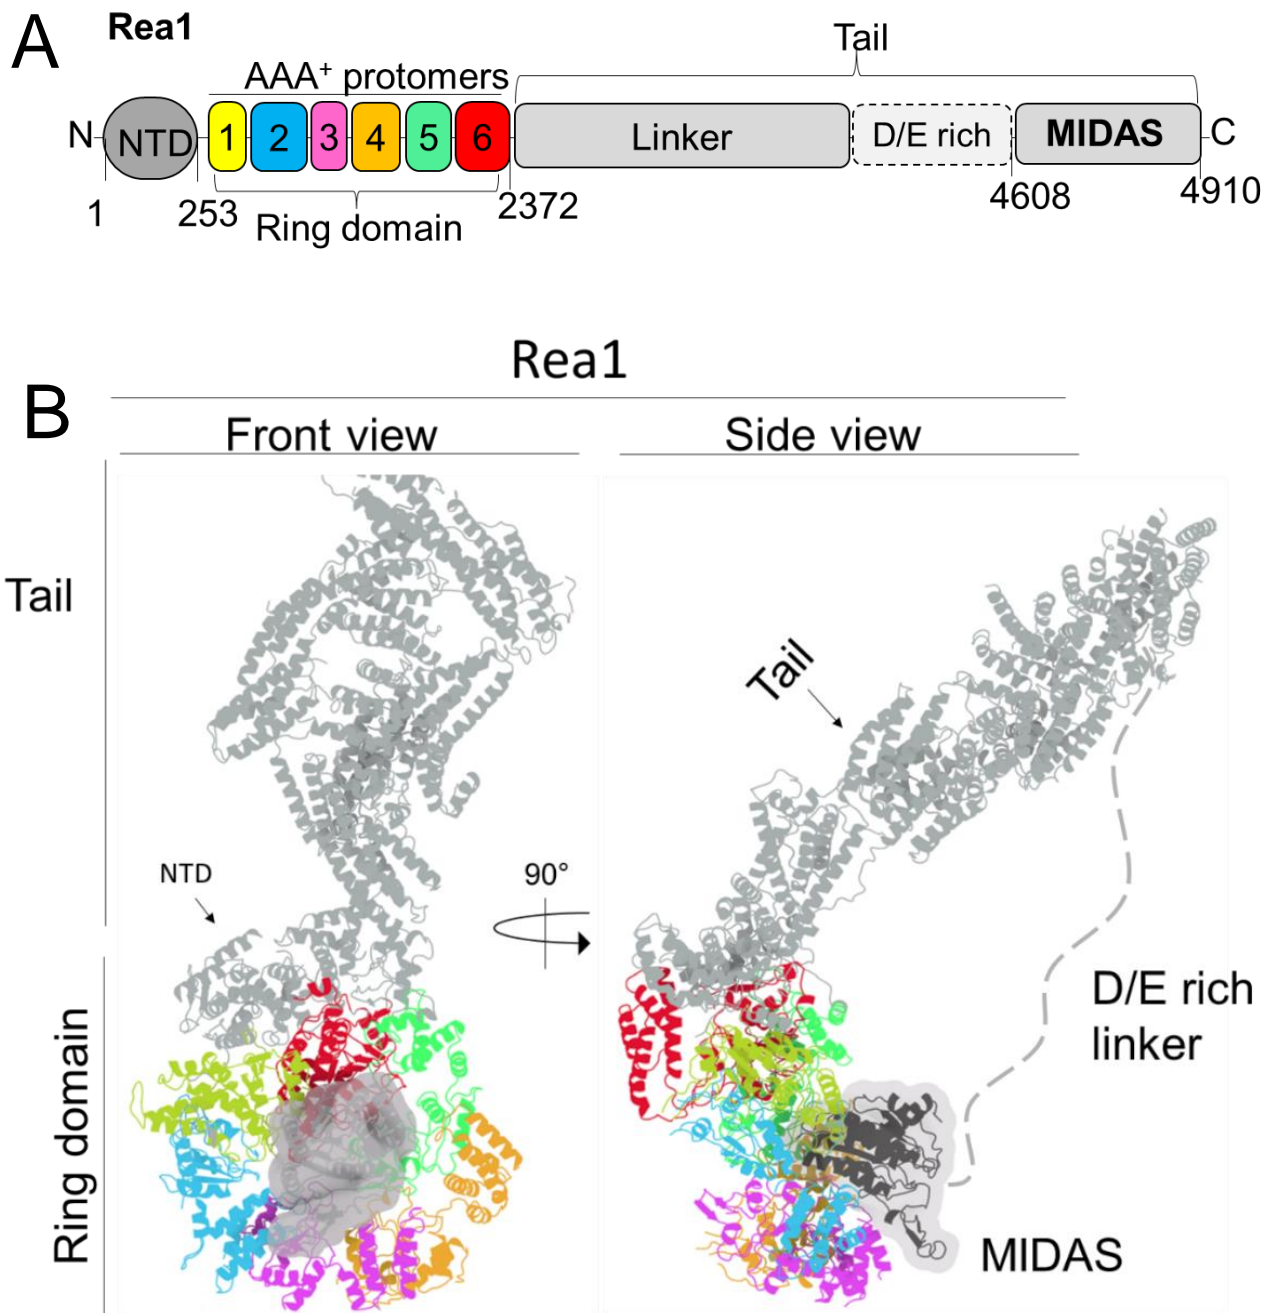 A
Rea1
Tail
AAA+ protomers
N
NTD
1
2
3
4
5
6
Linker
D/E rich
MIDAS
C
1
253
Ring domain
2372
4608
4910
Rea1
B
Front view
Side view
Tail
Tail
NTD
90°
D/E rich
linker
Ring domain
MIDAS